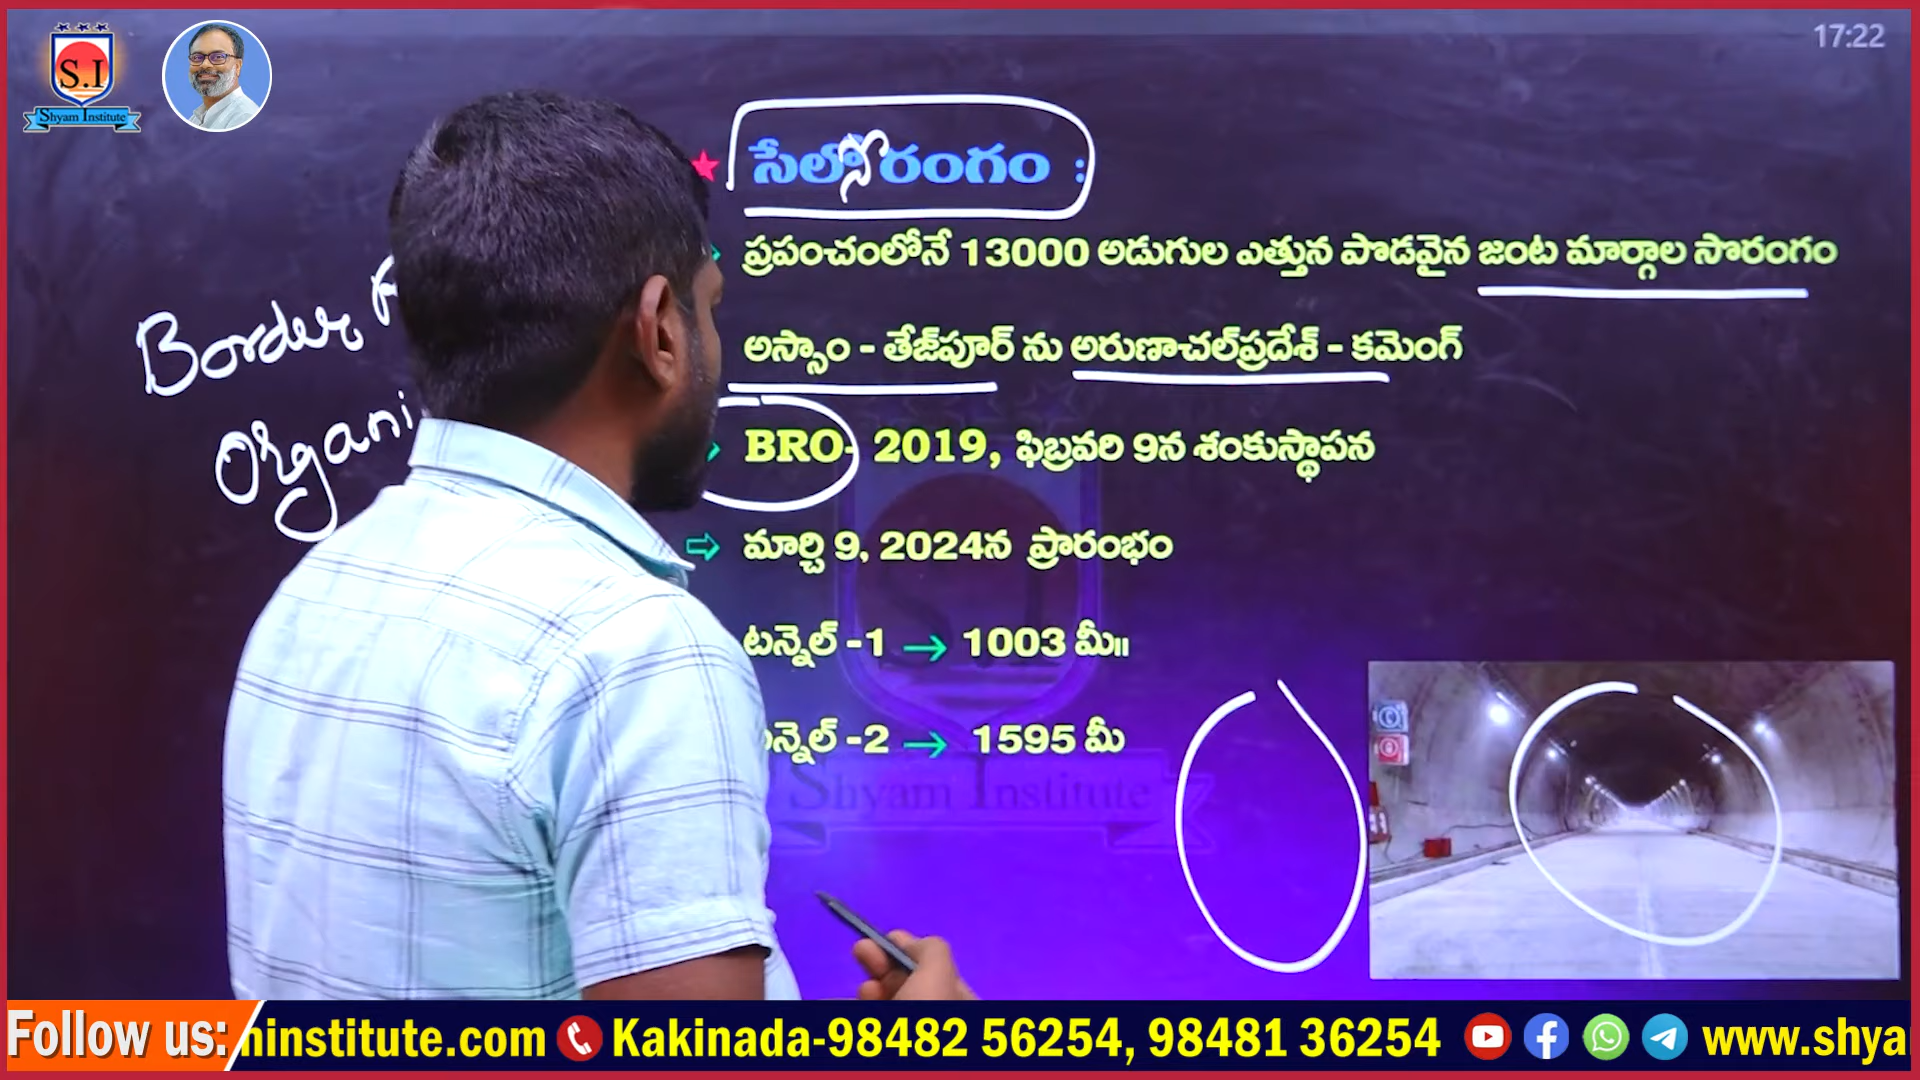 17:22
S.I
Shyam Institute
సేలా సొరంగం :
ప్రపంచంలోనే 13000 అడుగుల ఎత్తున పొడవైన జంట మార్గాల సొరంగం
అస్సాం - తేజ్‌పూర్ ను అరుణాచల్‌ప్రదేశ్ - కమెంగ్
Border
Organi
BRO- 2019, ఫిబ్రవరి 9న శంకుస్థాపన
మార్చి 9, 2024న ప్రారంభం
టన్నెల్ -1 → 1003 మీ॥
న్నెల్ -2 → 1595 మీ
Shyam Institute
Follow us: ninstitute.com Kakinada-98482 56254, 98481 36254 www.shya